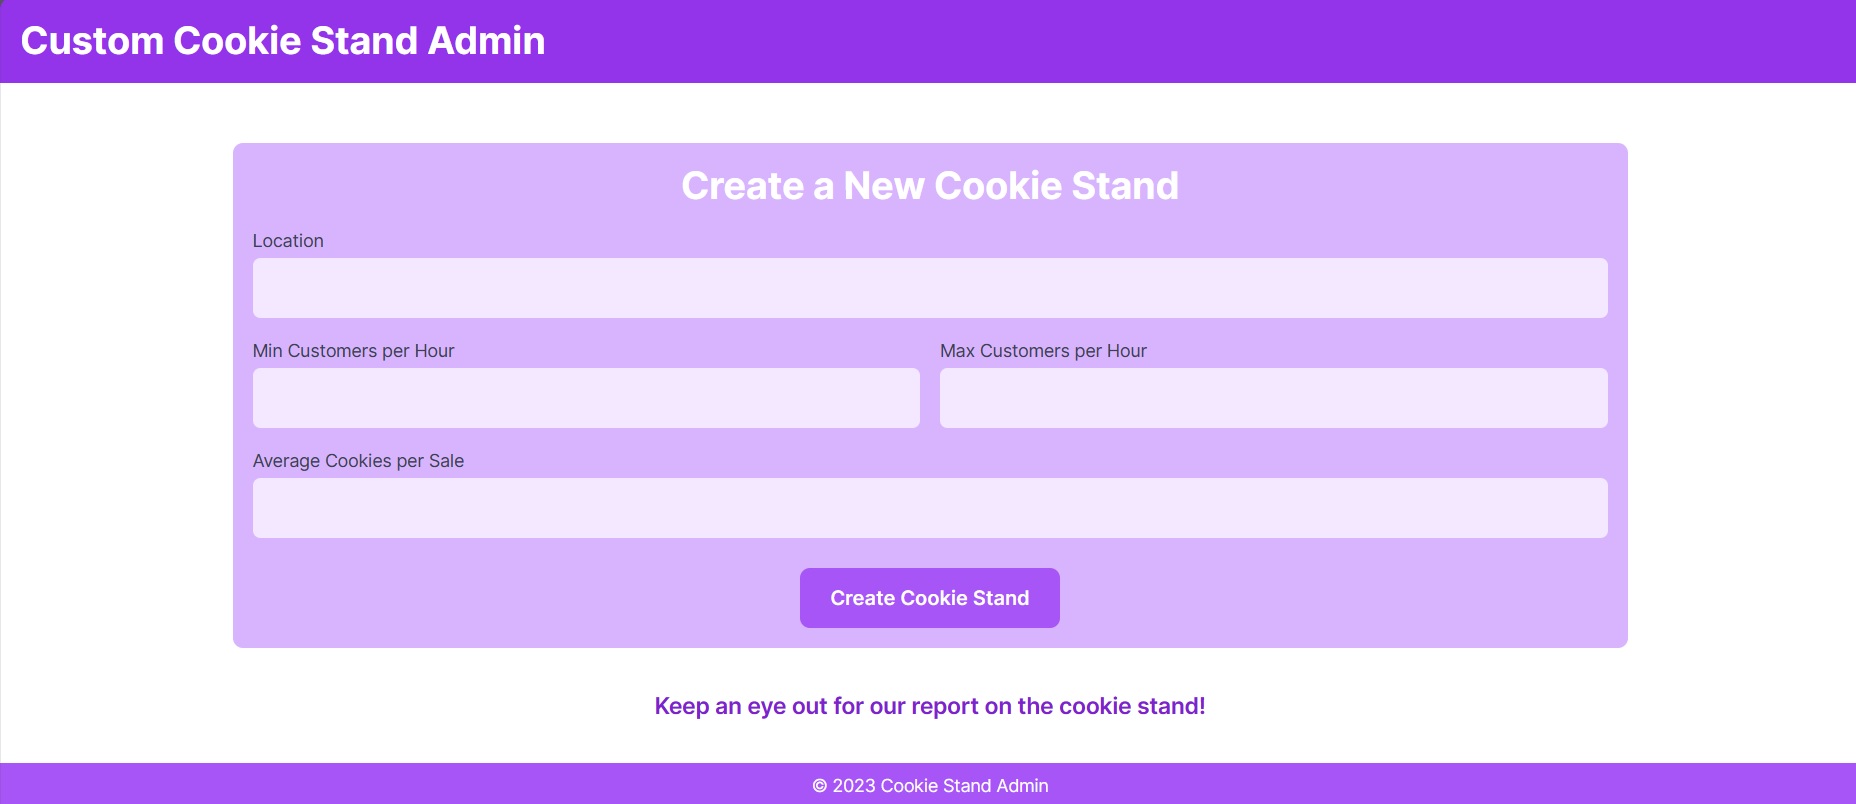 Custom Cookie Stand Admin
Create a New Cookie Stand
Location
Min Customers per Hour
Max Customers per Hour
Average Cookies per Sale
Create Cookie Stand
Keep an eye out for our report on the cookie stand!
© 2023 Cookie Stand Admin